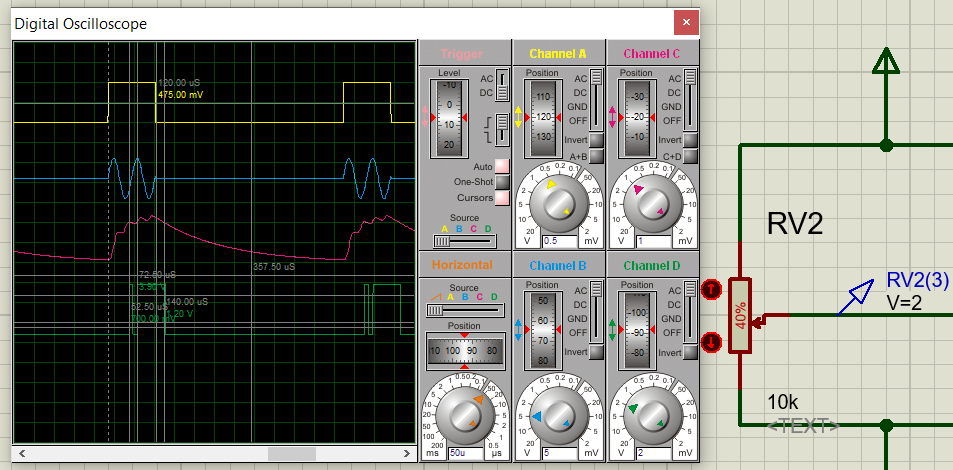 Digital Oscilloscope
120.00 uS
475.00 mV
357.50 uS
72.50 uS
3.90 V
52.50 uS
140.00 uS
1.20 V
Trigger
Level
-10
0
10
20
AC
DC
Auto
One-Shot
Cursors
Source
A B C D
Channel A
Position
110
120
130
AC
DC
GND
OFF
Invert
A+B
V
0.5
mV
Channel C
Position
-30
-20
-10
AC
DC
GND
OFF
Invert
C+D
V
1
mV
Horizontal
Source
A B C D
Position
110 100 90 80
ms
50u
µs
Channel B
Position
50
60
70
80
AC
DC
GND
OFF
Invert
V
5
mV
Channel D
Position
-100
-90
-80
AC
DC
GND
OFF
Invert
V
2
mV
RV2
RV2(3)
V=2
40%
10k
<TEXT>